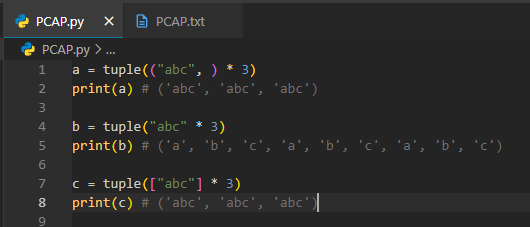 PCAP.py × PCAP.txt
PCAP.py > ...
1 a = tuple(("abc", ) * 3)
2 print(a) # ('abc', 'abc', 'abc')
3
4 b = tuple("abc" * 3)
5 print(b) # ('a', 'b', 'c', 'a', 'b', 'c', 'a', 'b', 'c')
6
7 c = tuple(["abc"] * 3)
8 print(c) # ('abc', 'abc', 'abc')
9